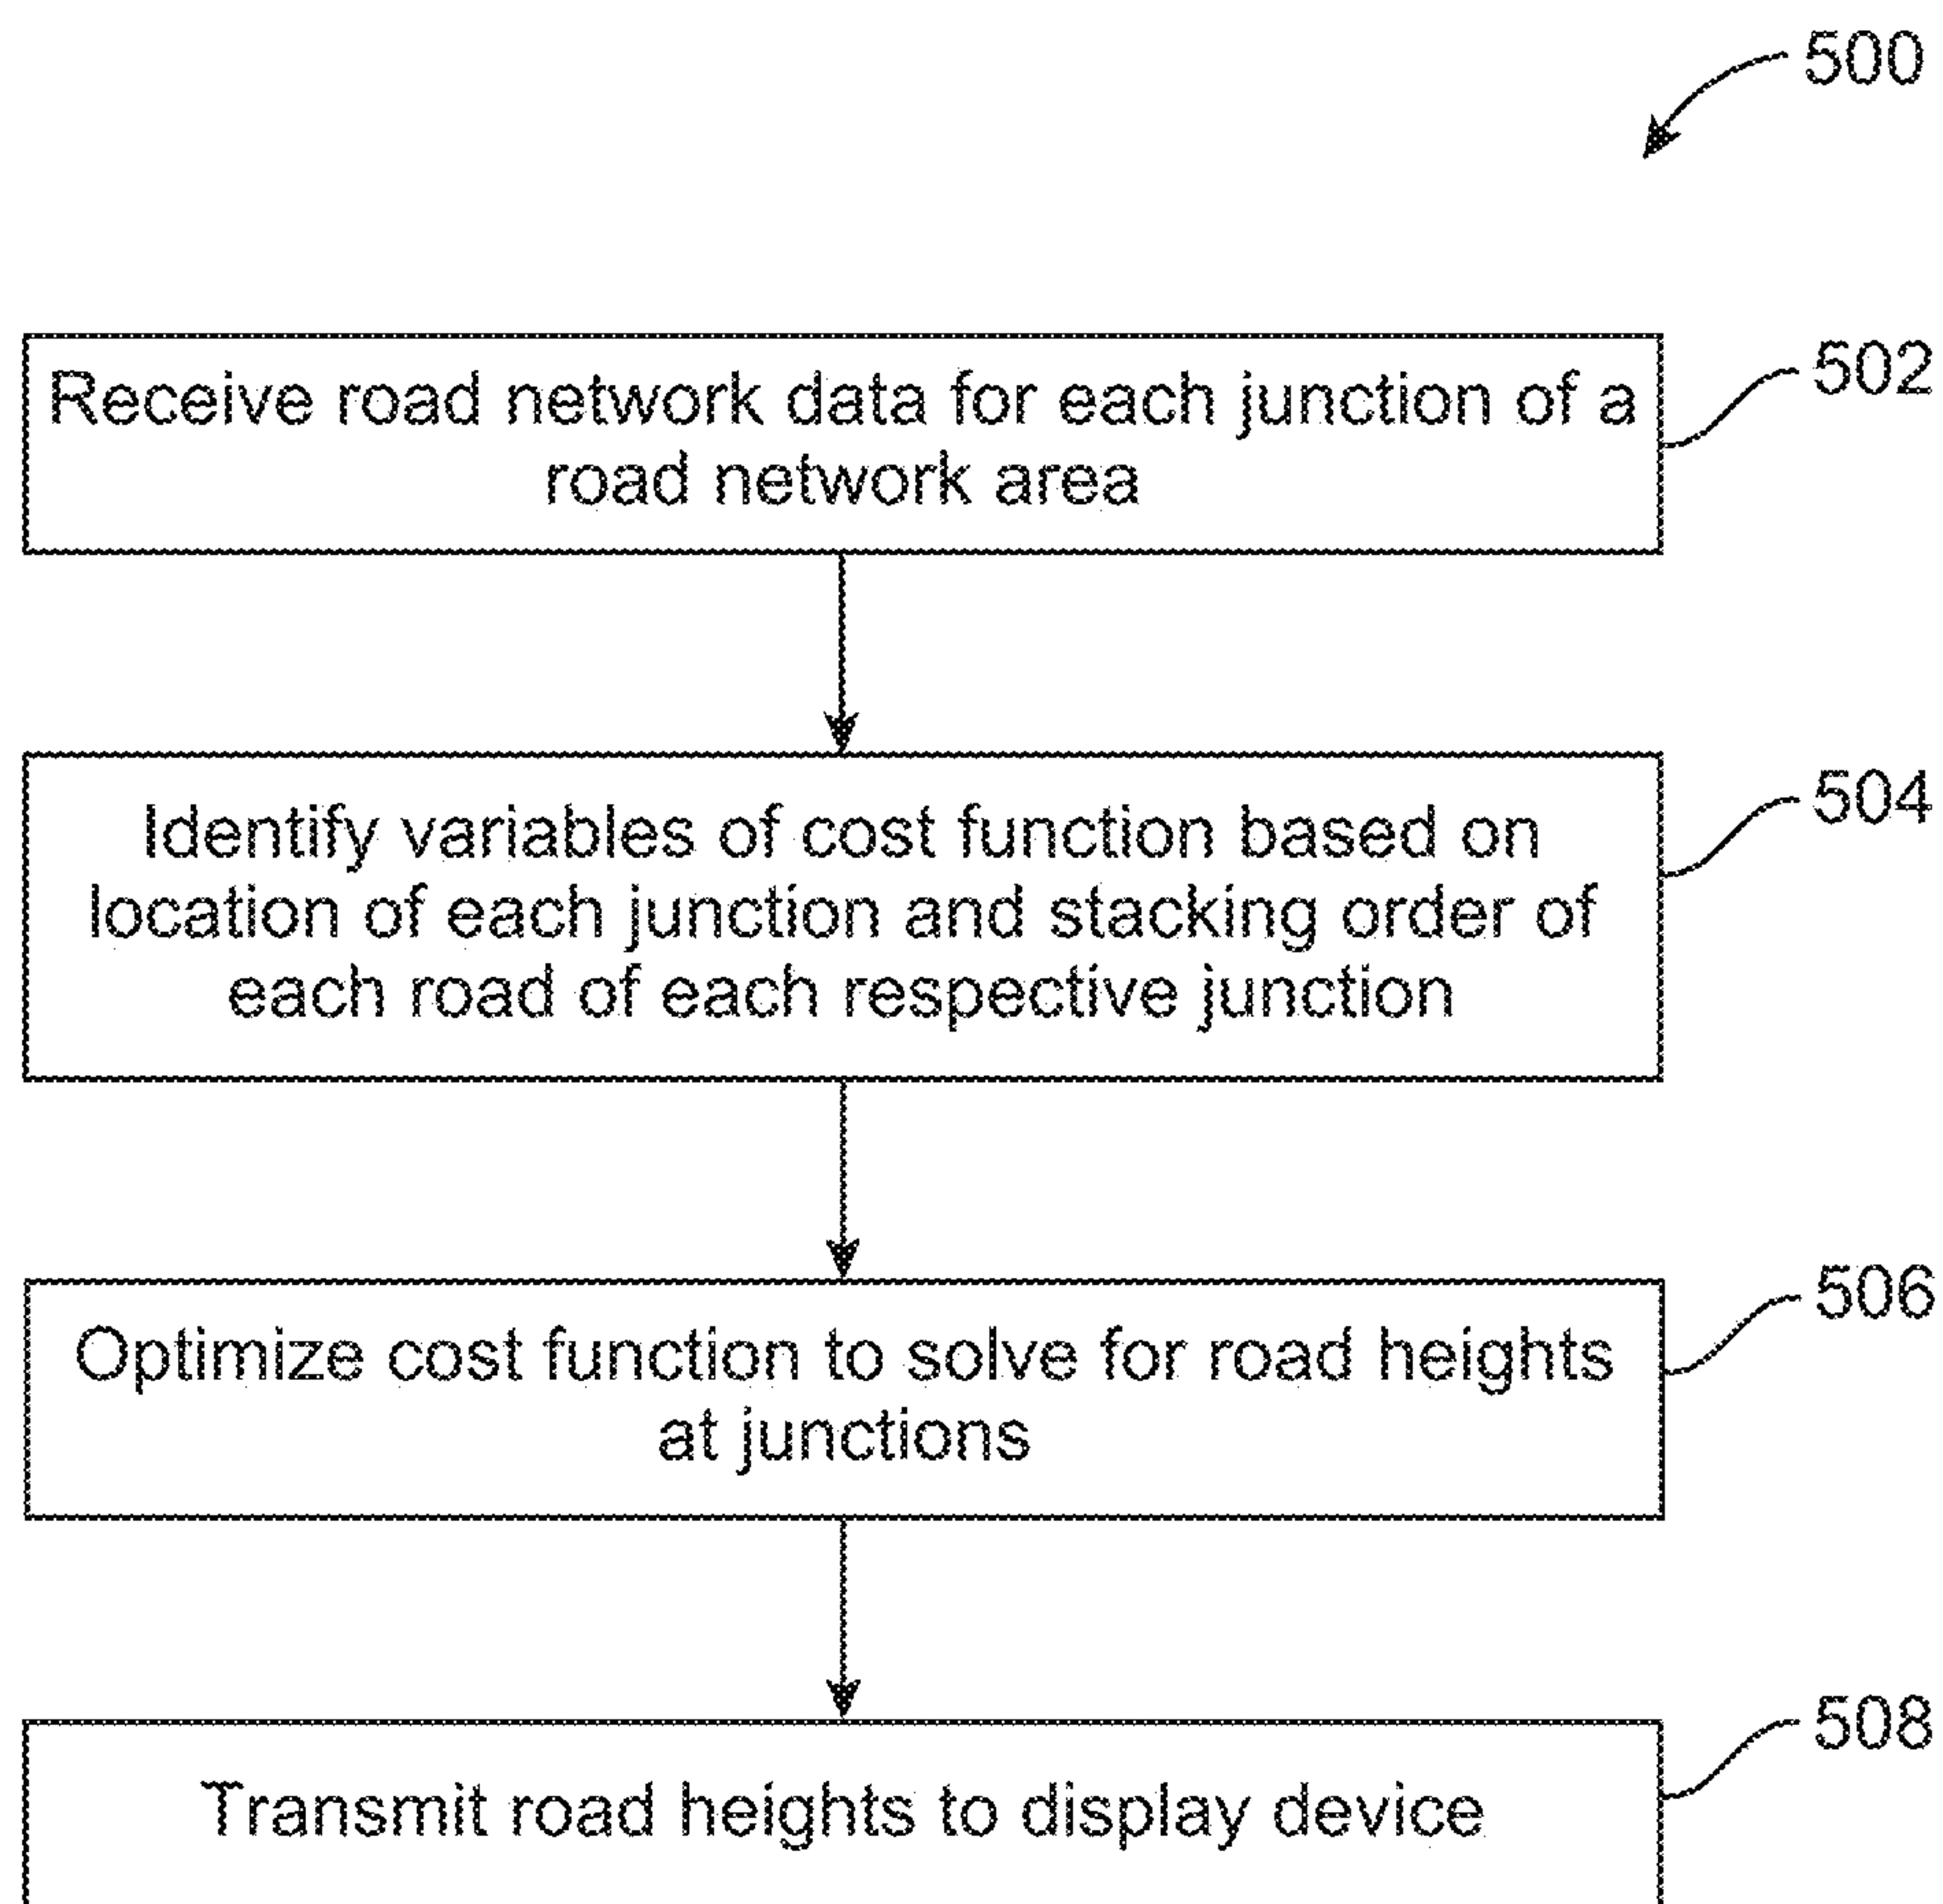 500
Receive road network data for each junction of a
road network area
502
Identify variables of cost function based on
location of each junction and stacking order of
each road of each respective junction
504
Optimize cost function to solve for road heights
at junctions
506
Transmit road heights to display device
508